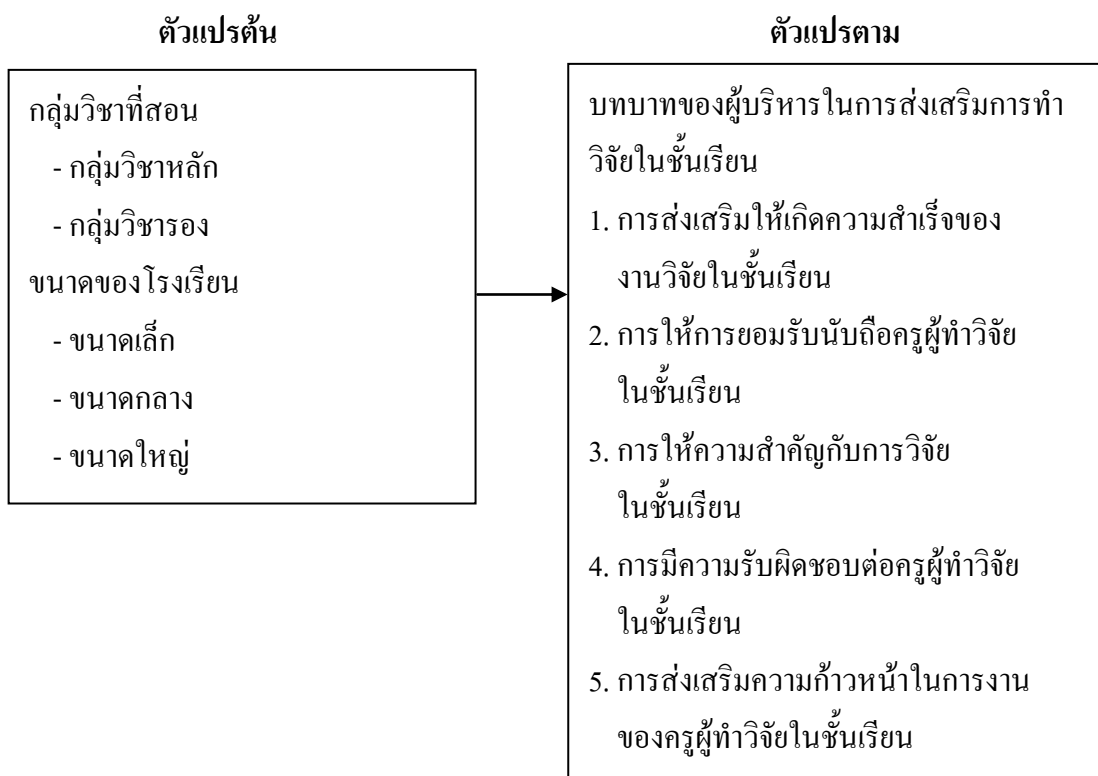 ตัวแปรต้น
กลุ่มวิชาที่สอน
- กลุ่มวิชาหลัก
- กลุ่มวิชารอง
ขนาดของโรงเรียน
- ขนาดเล็ก
- ขนาดกลาง
- ขนาดใหญ่
ตัวแปรตาม
บทบาทของผู้บริหารในการส่งเสริมการทำ
วิจัยในชั้นเรียน
1. การส่งเสริมให้เกิดความสำเร็จของ
งานวิจัยในชั้นเรียน
2. การให้การยอมรับนับถือครูผู้ทำวิจัย
ในชั้นเรียน
3. การให้ความสำคัญกับการวิจัย
ในชั้นเรียน
4. การมีความรับผิดชอบต่อครูผู้ทำวิจัย
ในชั้นเรียน
5. การส่งเสริมความก้าวหน้าในการงาน
ของครูผู้ทำวิจัยในชั้นเรียน